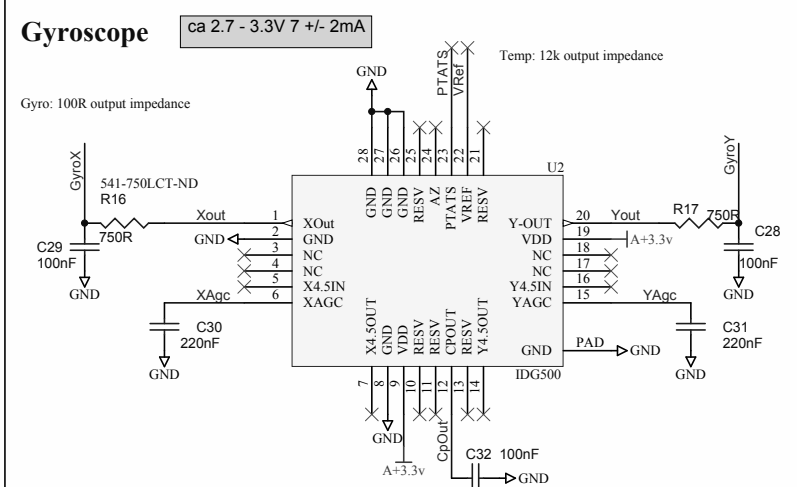 Gyroscope
ca 2.7 - 3.3V 7 +/- 2mA
Temp: 12k output impedance
Gyro: 100R output impedance
PTATS
VRef
GND
28
27
26
25
24
23
22
21
U2
GyroX
GyroY
541-750LCT-ND
R16
750R
Xout
1
XOut
GND
2
GND
3
NC
4
NC
5
X4.5IN
XAgc
6
XAGC
GND
GND
GND
RESV
AZ
PTATS
VREF
RESV
Y-OUT
20
Yout
R17
750R
VDD
19
A+3.3v
NC
18
NC
17
Y4.5IN
16
YAGC
15
YAgc
C29
100nF
GND
C28
100nF
GND
C30
220nF
GND
C31
220nF
GND
X4.5OUT
GND
VDD
RESV
RESV
CPOUT
RESV
Y4.5OUT
GND
PAD
GND
IDG500
7
8
9
10
11
12
13
14
GND
A+3.3v
CpOut
C32
100nF
GND